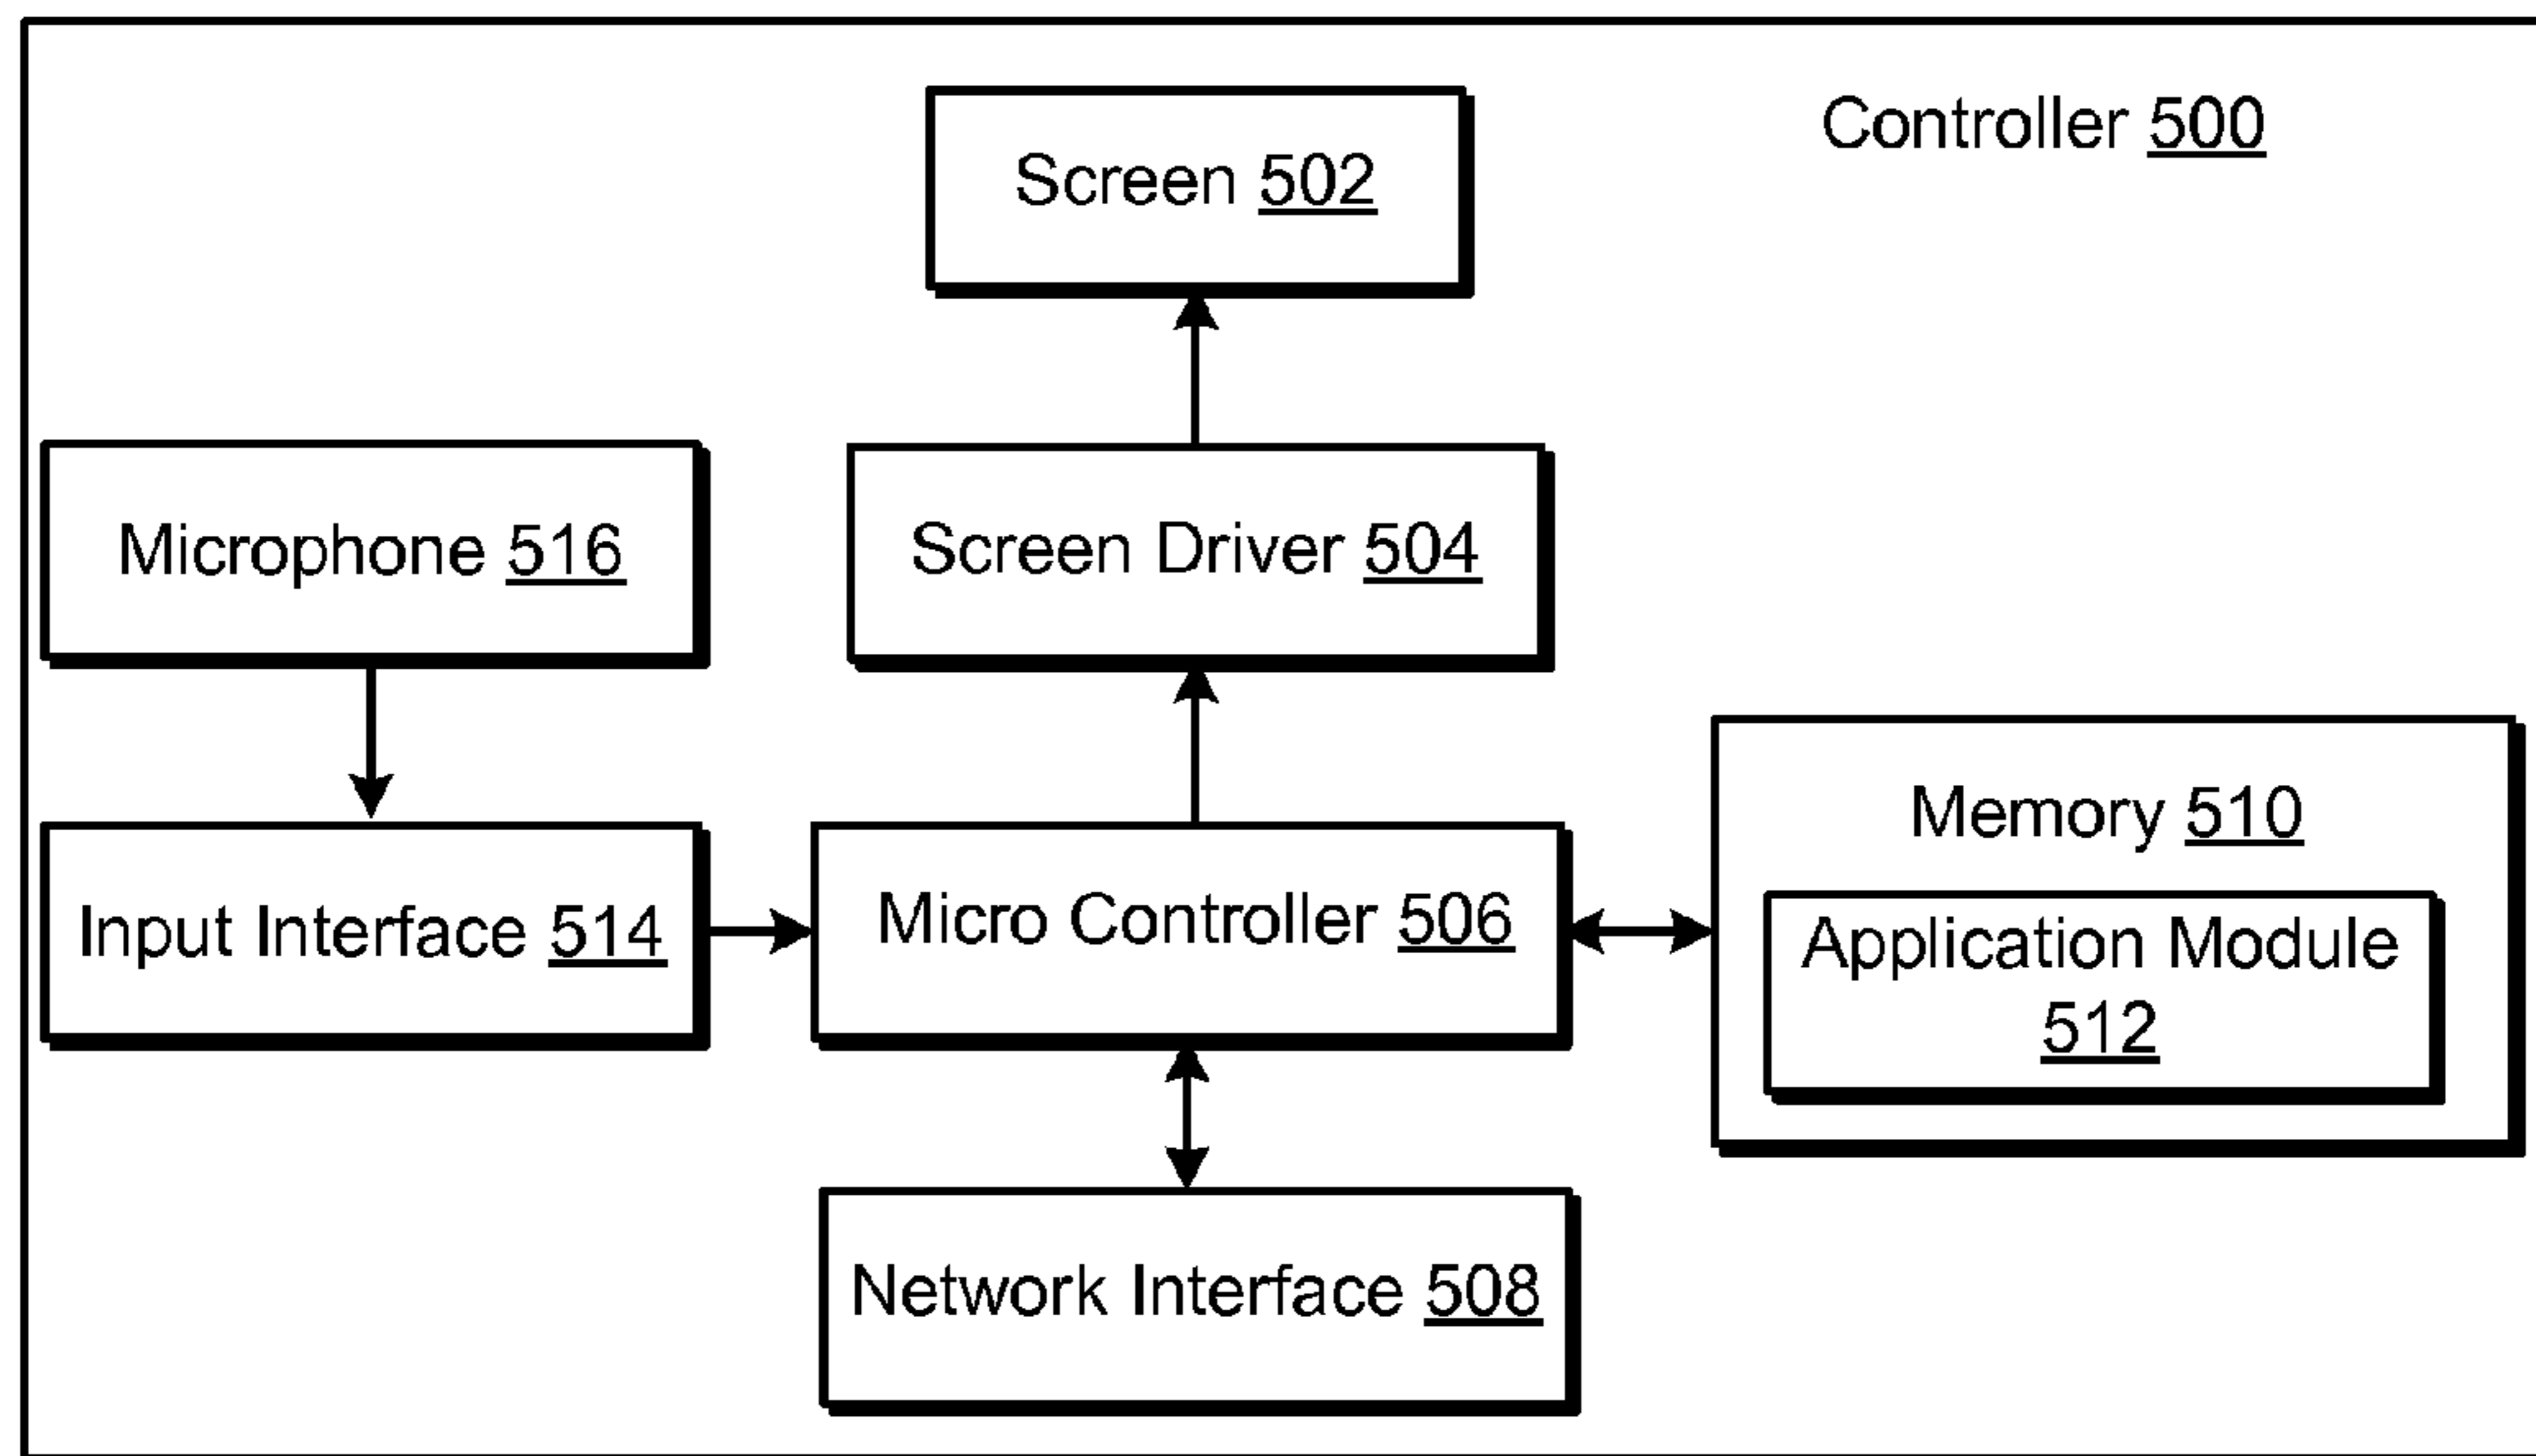 Controller 500
Screen 502
Microphone 516
Screen Driver 504
Memory 510
Input Interface 514
Micro Controller 506
Application Module
512
Network Interface 508